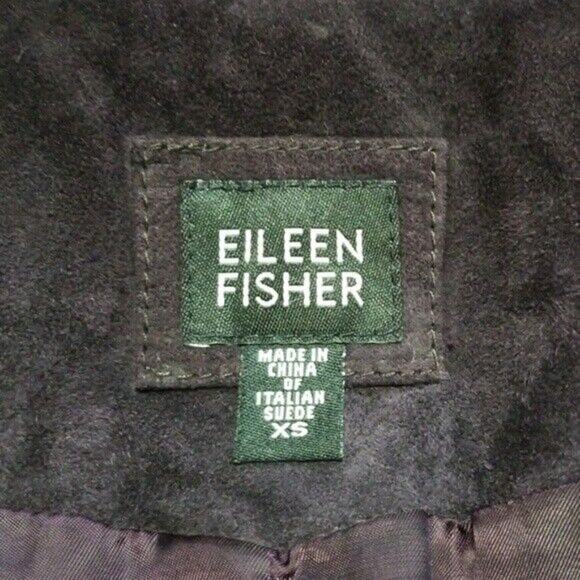 EILEEN
FISHER
MADE IN
CHINA
OF
ITALIAN
SUEDE
XS